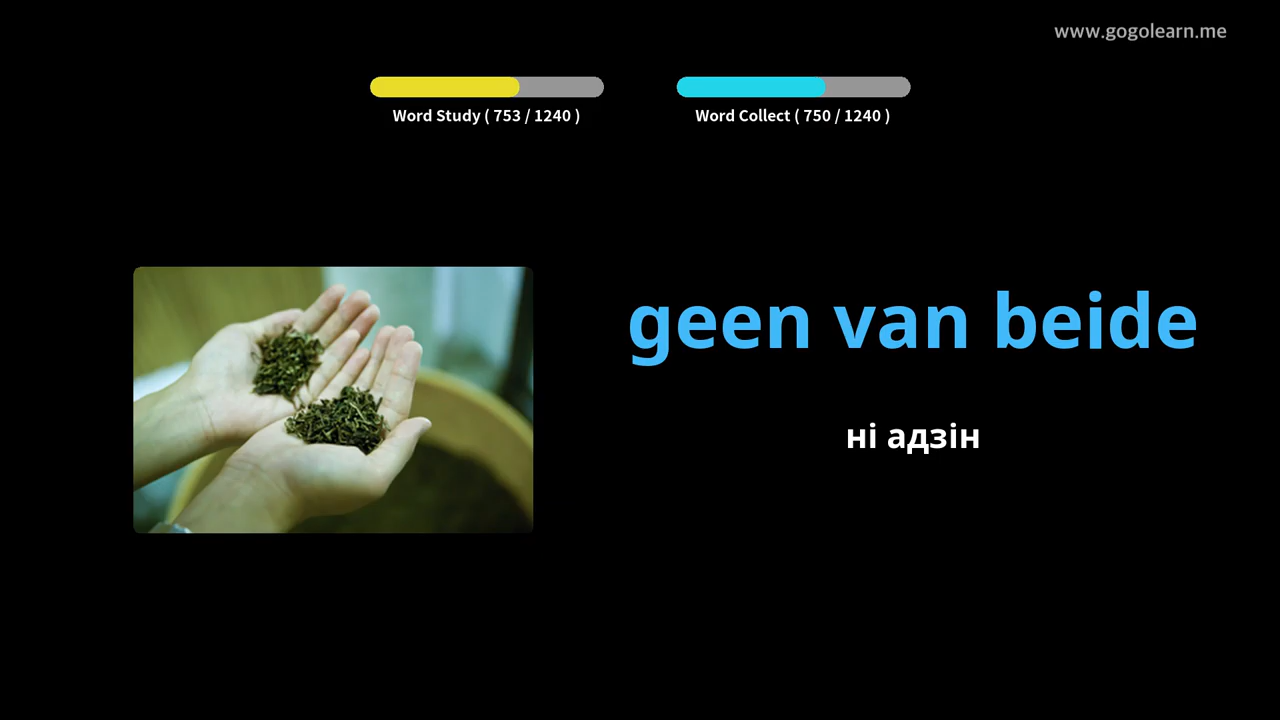 www.gogolearn.me
Word Study ( 753 / 1240 )
Word Collect ( 750 / 1240 )
geen van beide
ні адзін